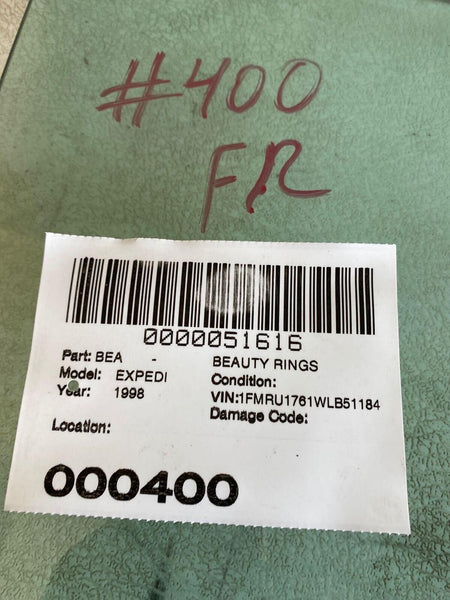 #400
FR
0000051616
Part: BEA - BEAUTY RINGS
Model: EXPEDI Condition:
Year: 1998 VIN:1FMRU1761WLB51184
Damage Code:
Location:
000400